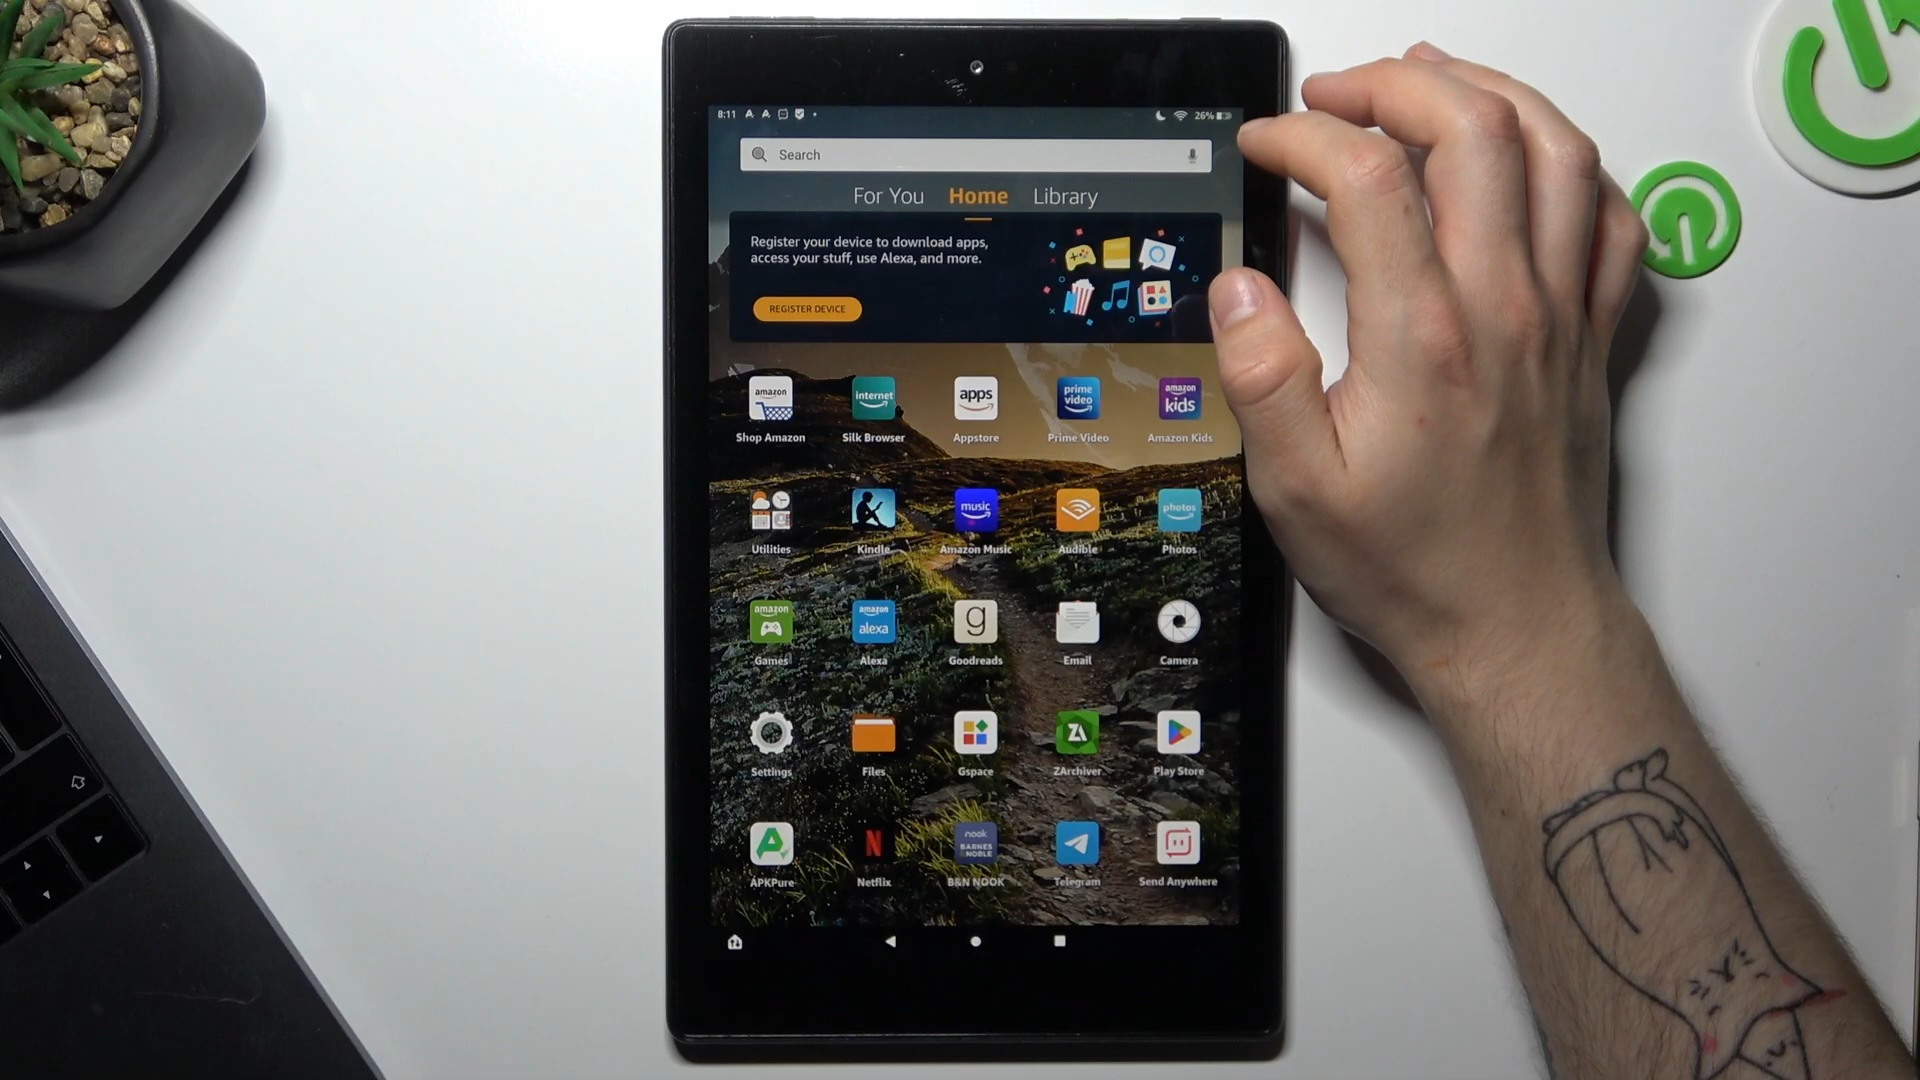 8:11
26%
Search
For You Home Library
Register your device to download apps,
access your stuff, use Alexa, and more.
REGISTER DEVICE
amazon
internet
apps
prime
video
amazon
kids
Shop Amazon Silk Browser Appstore Prime Video Amazon Kids
music
photos
Utilities Kindle Amazon Music Audible Photos
amazon
amazon
alexa
g
Games Alexa Goodreads Email Camera
ZA
Settings Files Gspace ZArchiver Play Store
N
nook
BARNES
&NOBLE
APKPure Netflix B&N NOOK Telegram Send Anywhere